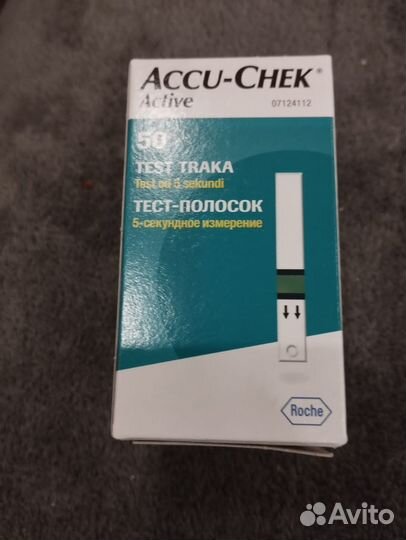 ACCU-CHEK®
Active
07124112
50
TEST TRAKA
Test od 5 sekundi
ТЕСТ-ПОЛОСОК
5-секундное измерение
Roche
Avito